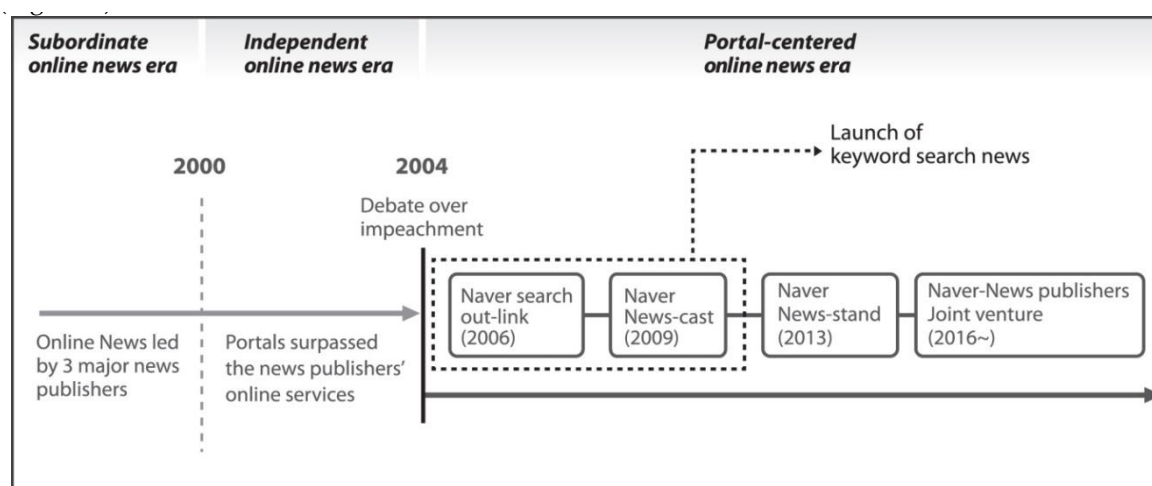 Subordinate
online news era
Independent
online news era
Portal-centered
online news era
Launch of
keyword search news
2000
2004
Debate over
impeachment
Naver search
out-link
(2006)
Naver
News-cast
(2009)
Naver
News-stand
(2013)
Naver-News publishers
Joint venture
(2016~)
Online News led
by 3 major news
publishers
Portals surpassed
the news publishers’
online services